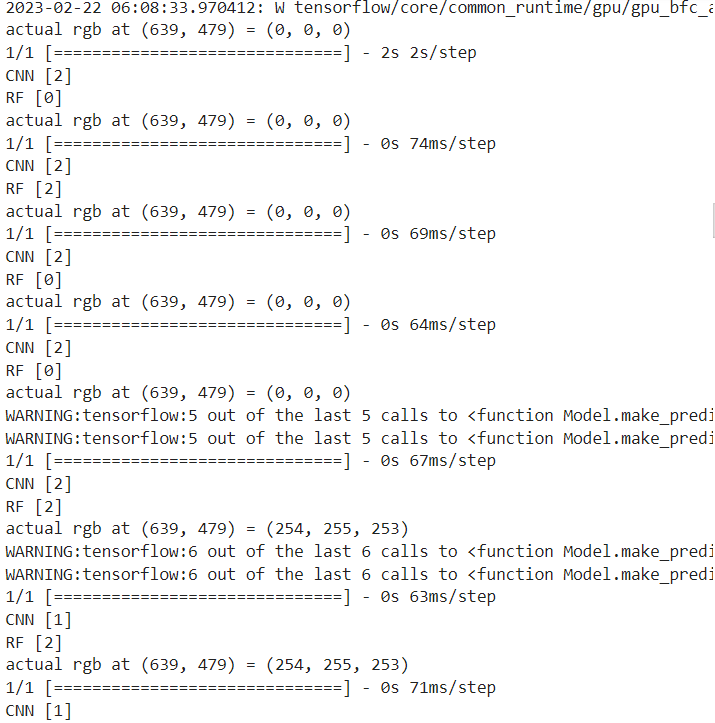 2023-02-22 06:08:33.970412: W tensorflow/core/common_runtime/gpu/gpu_bfc_a
actual rgb at (639, 479) = (0, 0, 0)
1/1 [==============================] - 2s 2s/step
CNN [2]
RF [0]
actual rgb at (639, 479) = (0, 0, 0)
1/1 [==============================] - 0s 74ms/step
CNN [2]
RF [2]
actual rgb at (639, 479) = (0, 0, 0)
1/1 [==============================] - 0s 69ms/step
CNN [2]
RF [0]
actual rgb at (639, 479) = (0, 0, 0)
1/1 [==============================] - 0s 64ms/step
CNN [2]
RF [0]
actual rgb at (639, 479) = (0, 0, 0)
WARNING:tensorflow:5 out of the last 5 calls to <function Model.make_predi
WARNING:tensorflow:5 out of the last 5 calls to <function Model.make_predi
1/1 [==============================] - 0s 67ms/step
CNN [2]
RF [2]
actual rgb at (639, 479) = (254, 255, 253)
WARNING:tensorflow:6 out of the last 6 calls to <function Model.make_predi
WARNING:tensorflow:6 out of the last 6 calls to <function Model.make_predi
1/1 [==============================] - 0s 63ms/step
CNN [1]
RF [2]
actual rgb at (639, 479) = (254, 255, 253)
1/1 [==============================] - 0s 71ms/step
CNN [1]